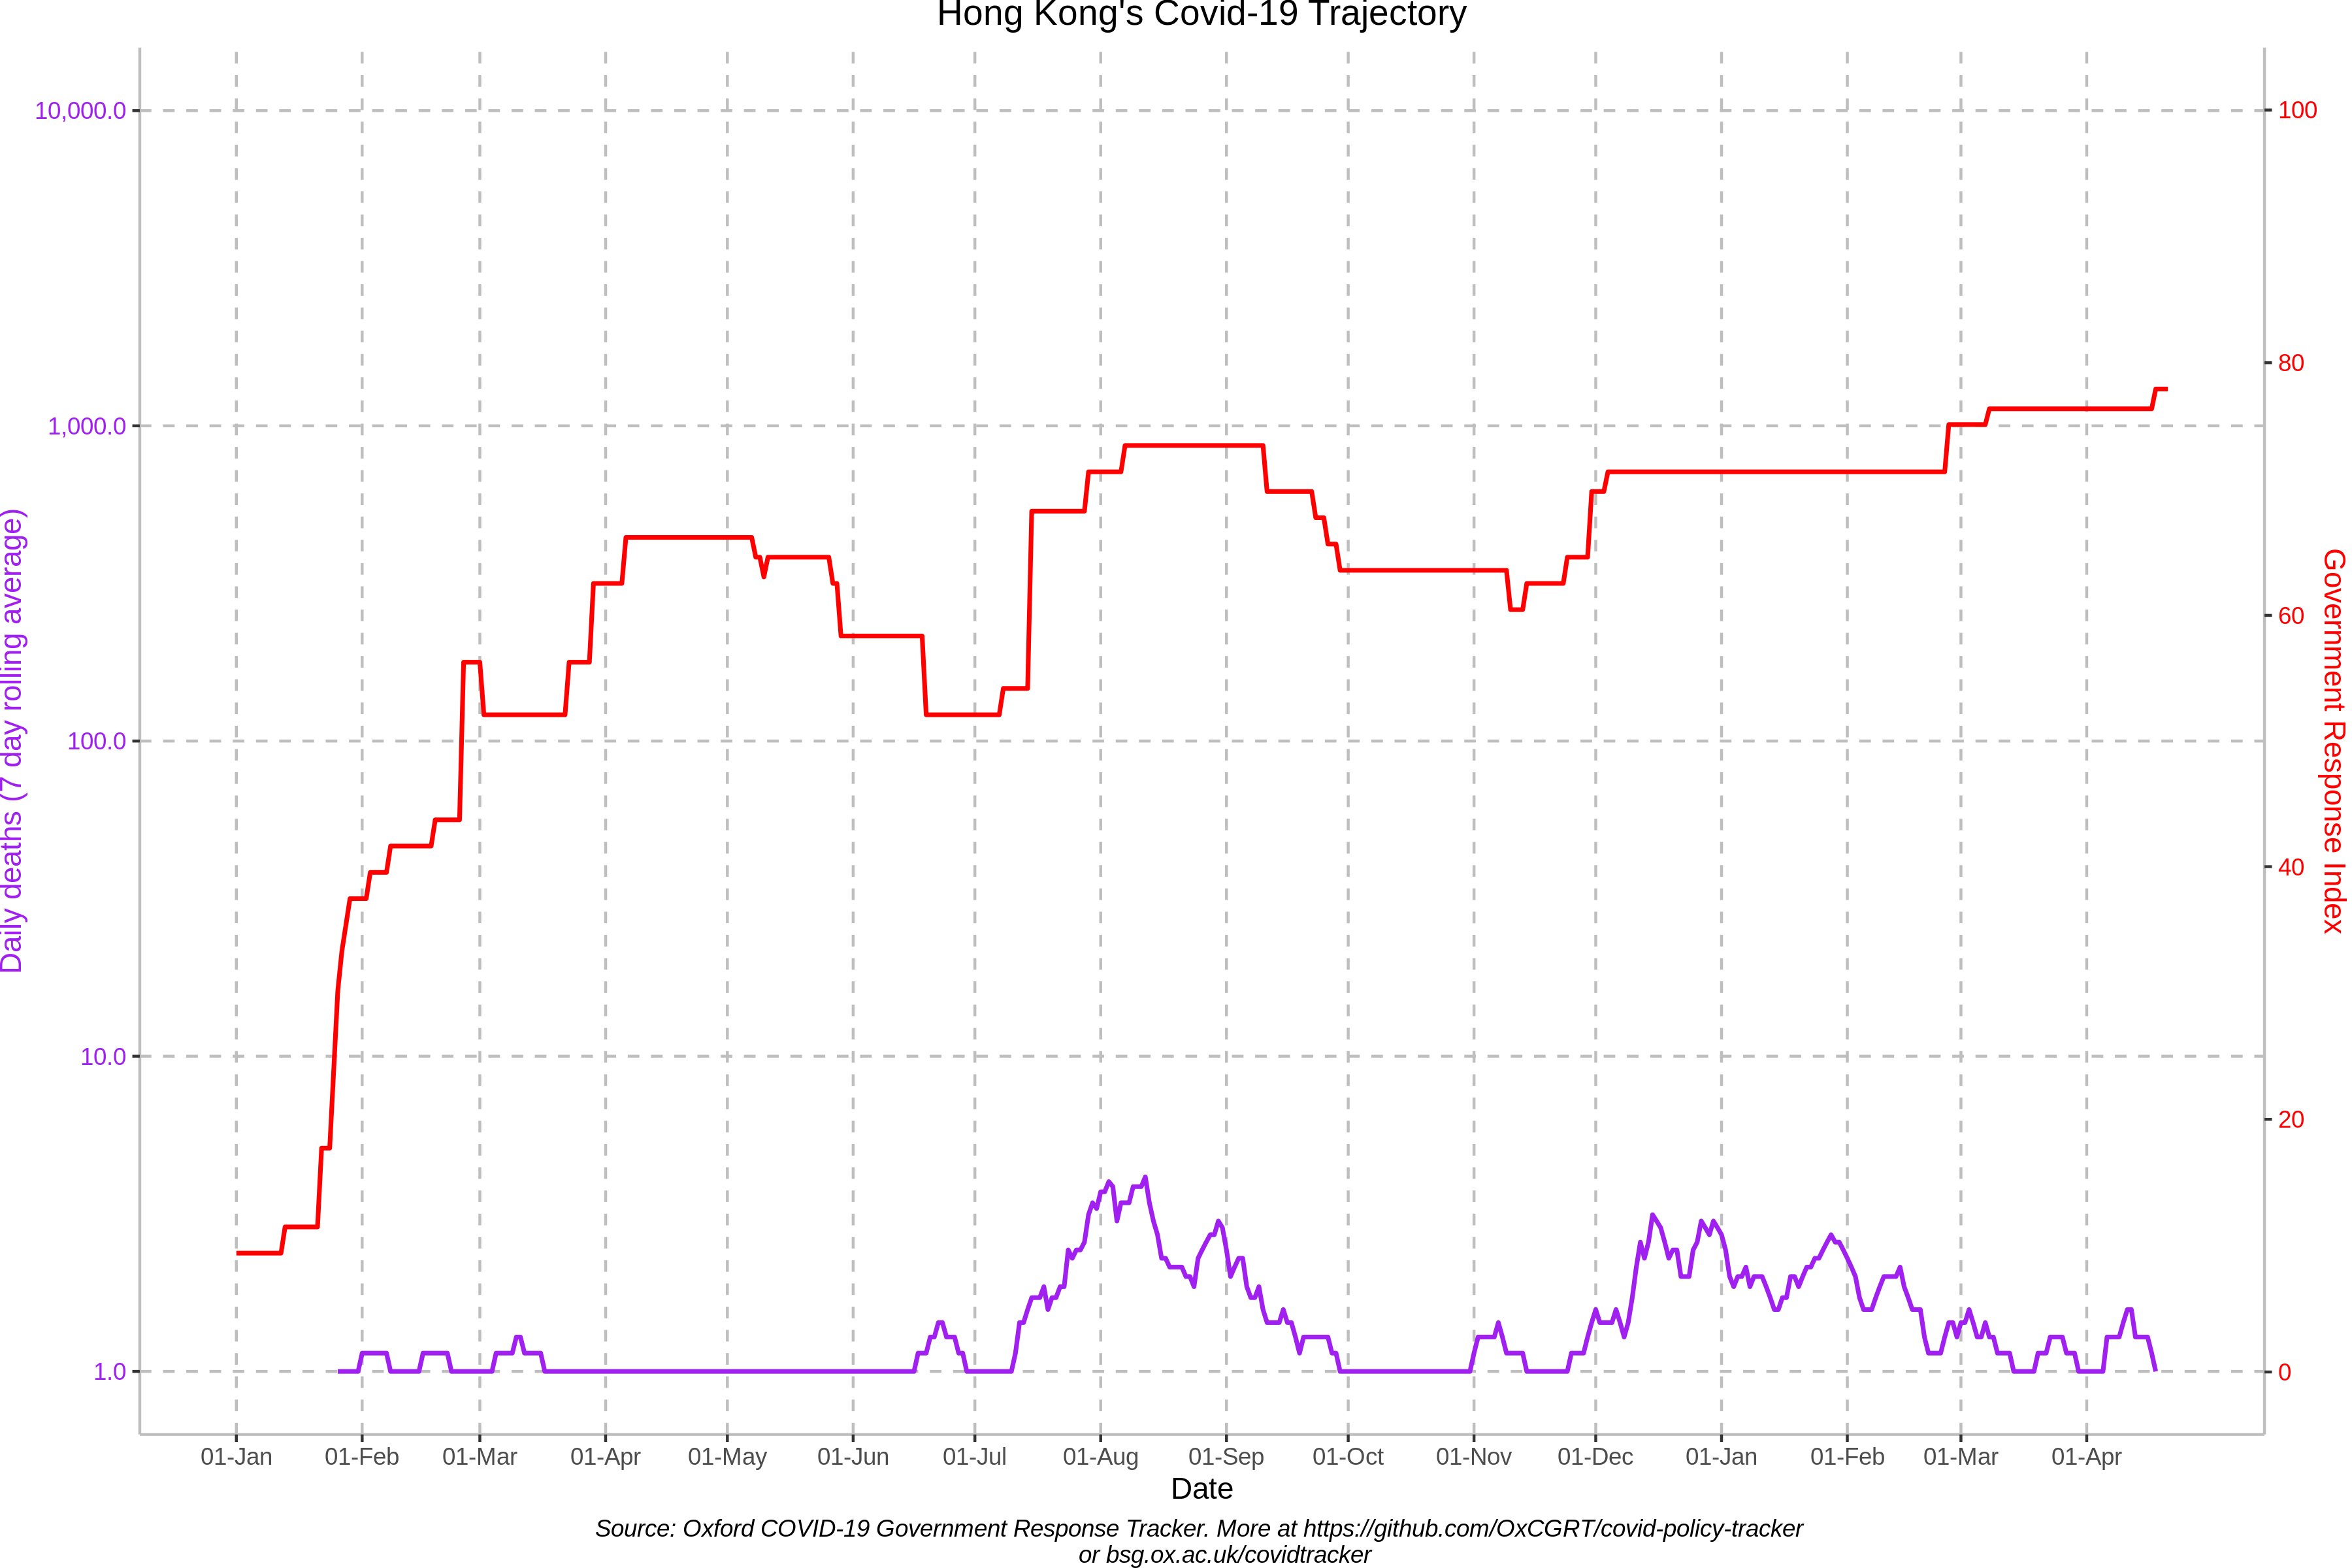 Hong Kong's Covid-19 Trajectory
10,000.0
1,000.0
100.0
10.0
1.0
Daily deaths (7 day rolling average)
100
80
60
40
20
0
Government Response Index
01-Jan 01-Feb 01-Mar 01-Apr 01-May 01-Jun 01-Jul 01-Aug 01-Sep 01-Oct 01-Nov 01-Dec 01-Jan 01-Feb 01-Mar 01-Apr
Date
Source: Oxford COVID-19 Government Response Tracker. More at https://github.com/OxCGRT/covid-policy-tracker
or bsg.ox.ac.uk/covidtracker